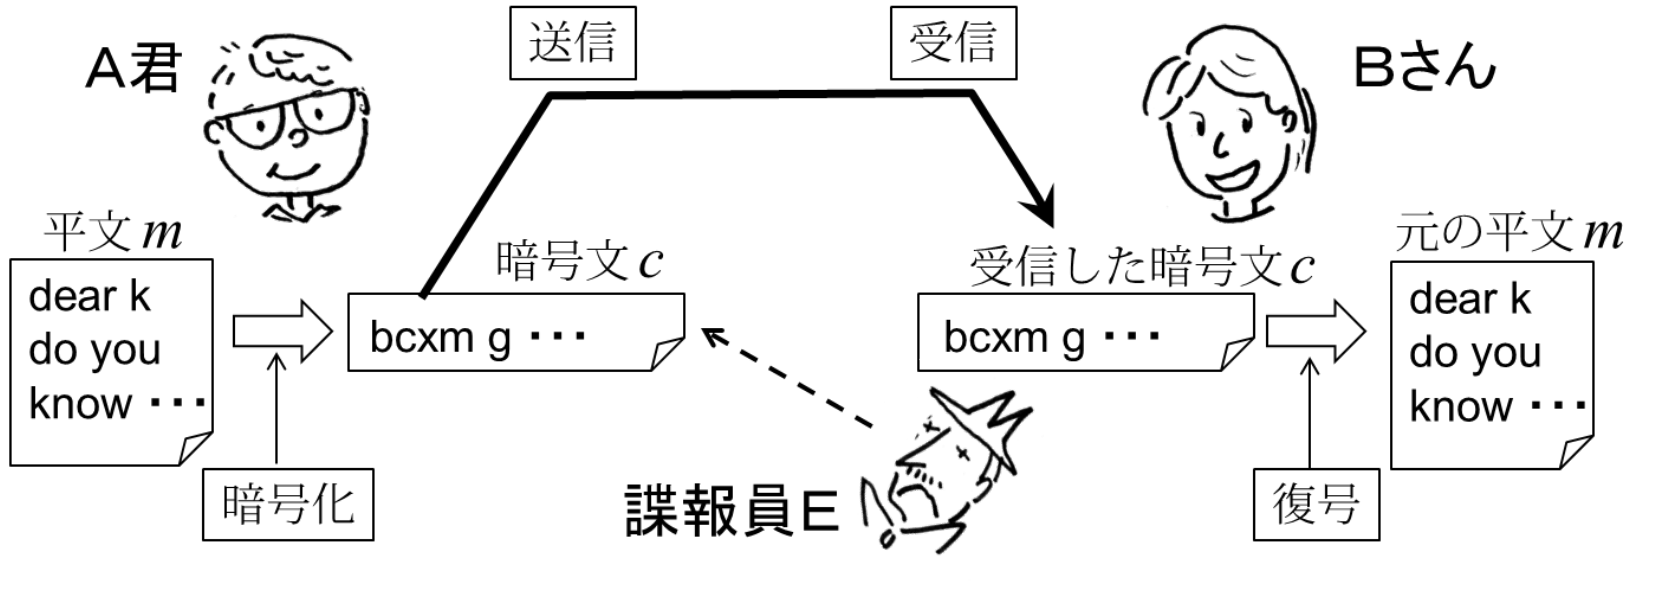 A君
送信
受信
Bさん
平文 m
dear k
do you
know ・・・
暗号化
暗号文 c
bcxm g ・・・
諜報員E
受信した暗号文 c
bcxm g ・・・
復号
元の平文 m
dear k
do you
know ・・・